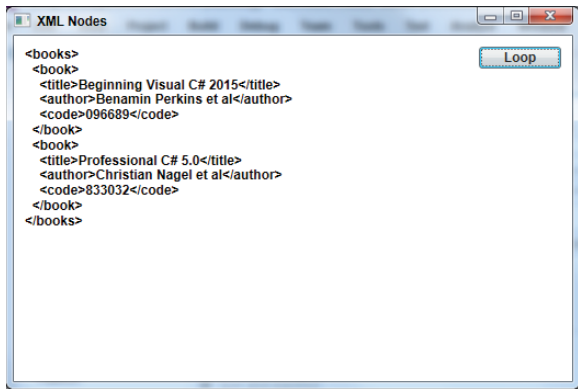 XML Nodes
Loop
<books>
<book>
<title>Beginning Visual C# 2015</title>
<author>Benamin Perkins et al</author>
<code>096689</code>
</book>
<book>
<title>Professional C# 5.0</title>
<author>Christian Nagel et al</author>
<code>833032</code>
</book>
</books>